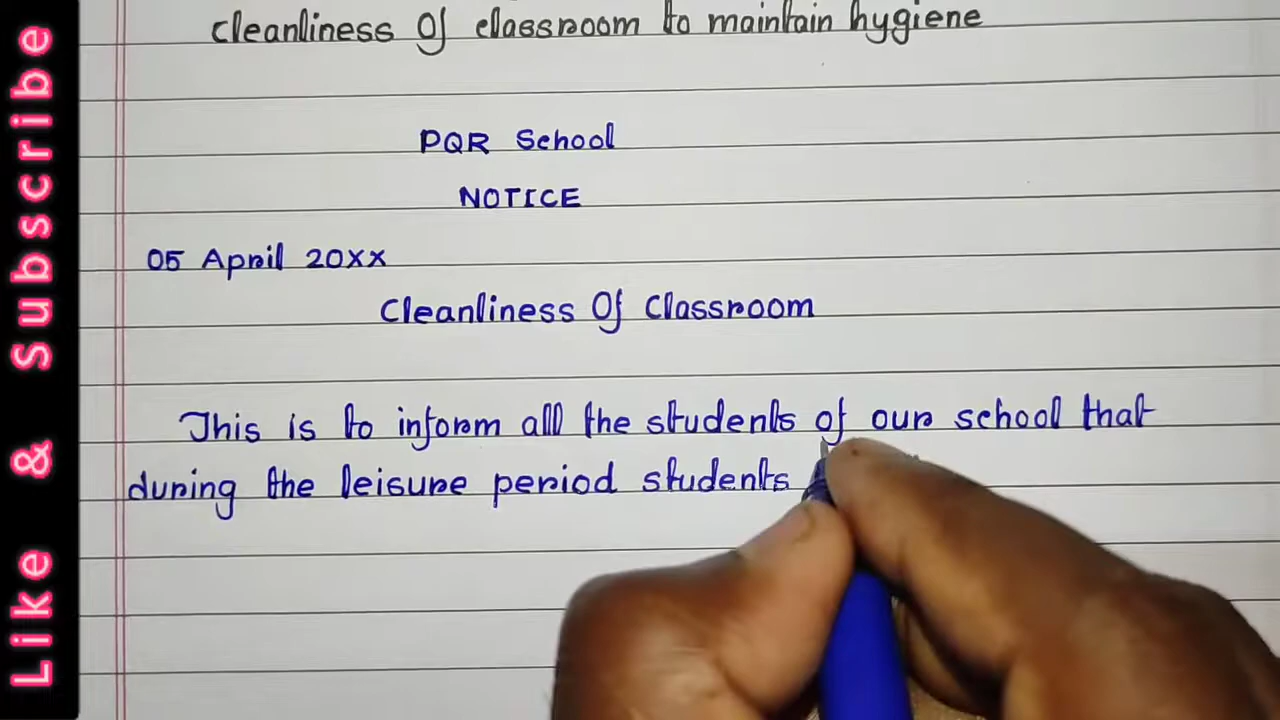 cleanliness Of classroom to maintain hygiene
PQR School
NOTICE
05 April 20xx
Cleanliness Of Classroom
This is to inform all the students of our school that
during the leisure period students
Like & Subscribe